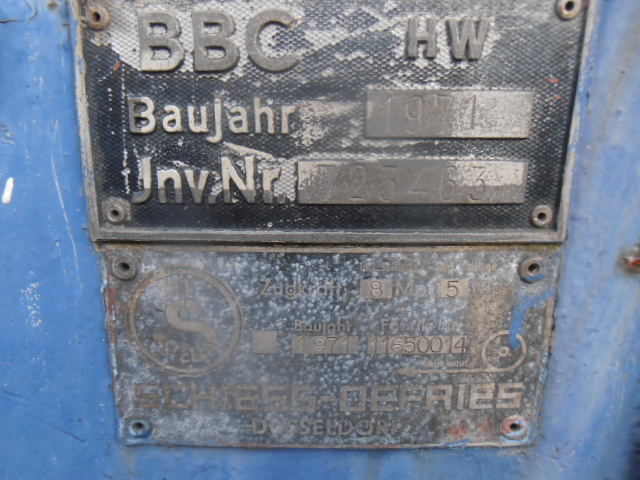 BBC HW
Baujahr 1971
Jnv.Nr.
Zugkraft 8 M 5
Baujahr
1971 11650014
SCHIESS-DEFRIES
DÜSSELDORF